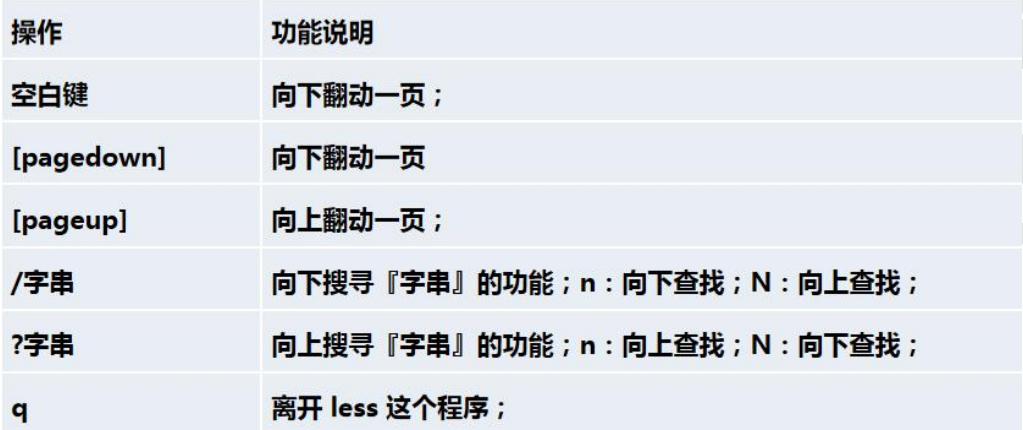 操作 功能说明
空白键 向下翻动一页；
[pagedown] 向下翻动一页
[pageup] 向上翻动一页；
/字串 向下搜寻『字串』的功能；n：向下查找；N：向上查找；
?字串 向上搜寻『字串』的功能；n：向上查找；N：向下查找；
q 离开 less 这个程序；